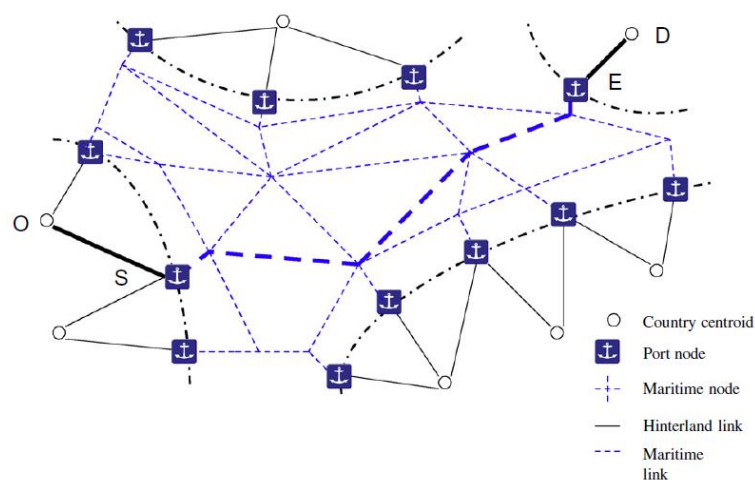 D
E
O
S
Country centroid
Port node
Maritime node
Hinterland link
Maritime
link